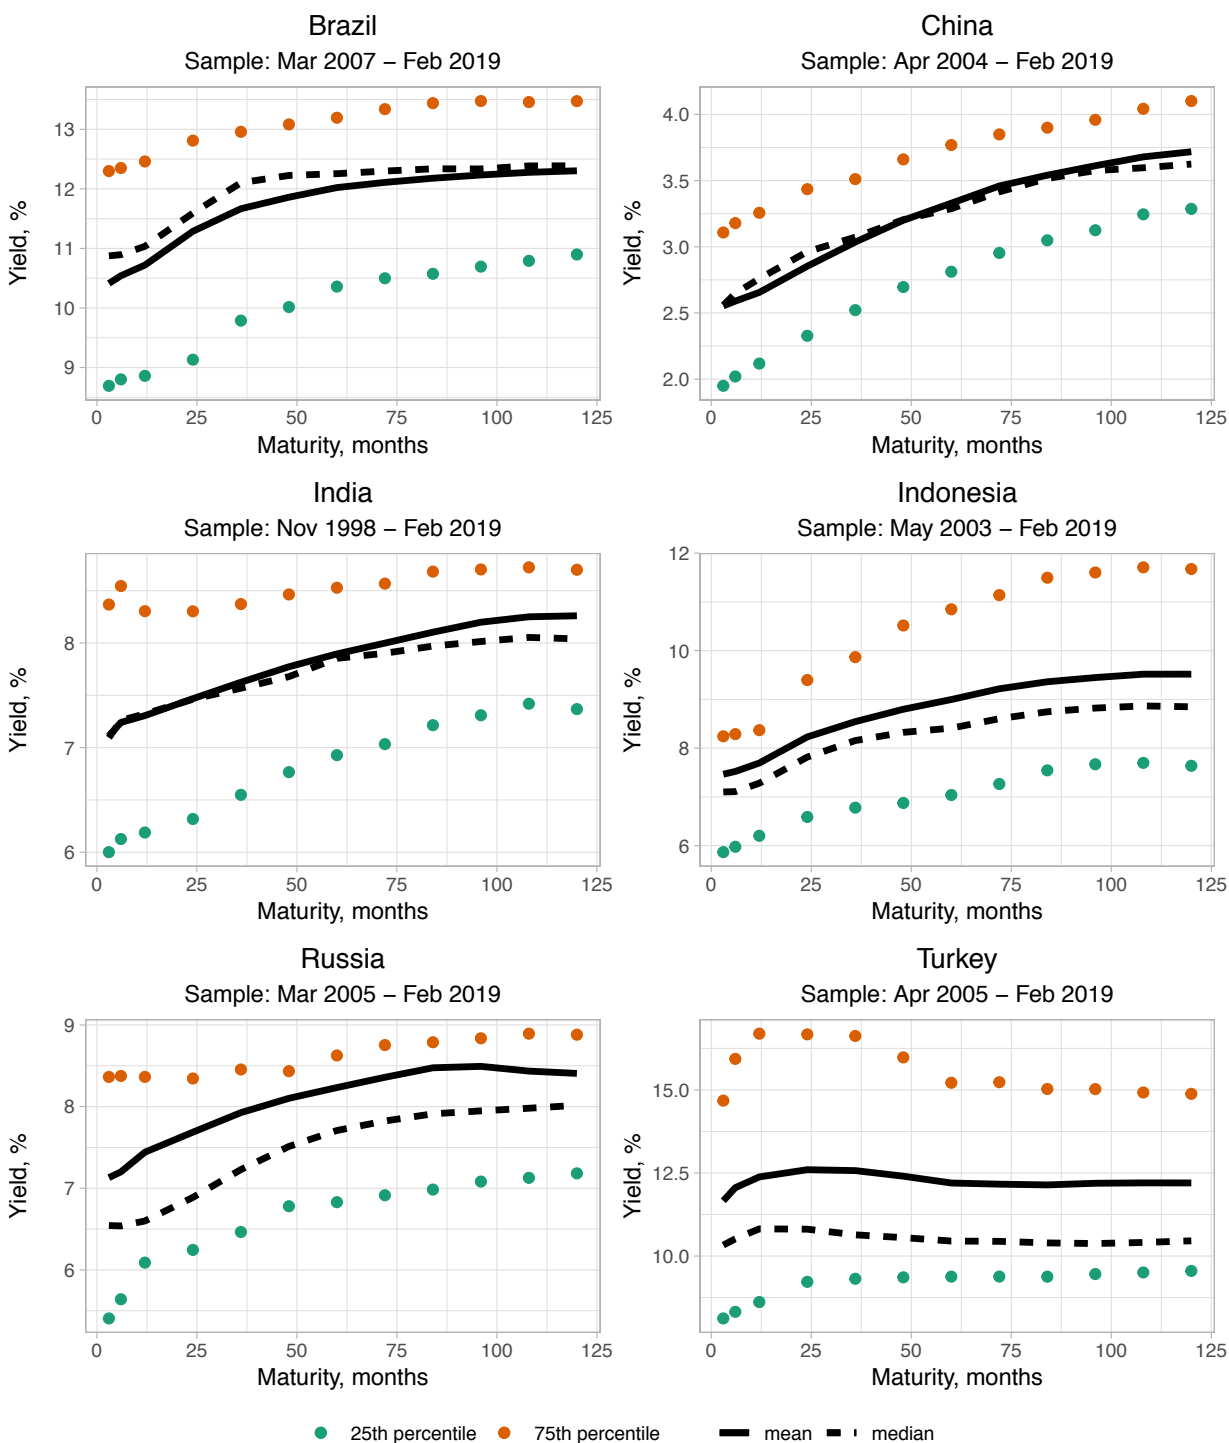 Brazil
Sample: Mar 2007 – Feb 2019
Yield, %
13
12
11
10
9
0 25 50 75 100 125
Maturity, months
China
Sample: Apr 2004 – Feb 2019
Yield, %
4.0
3.5
3.0
2.5
2.0
0 25 50 75 100 125
Maturity, months
India
Sample: Nov 1998 – Feb 2019
Yield, %
8
7
6
0 25 50 75 100 125
Maturity, months
Indonesia
Sample: May 2003 – Feb 2019
Yield, %
12
10
8
6
0 25 50 75 100 125
Maturity, months
Russia
Sample: Mar 2005 – Feb 2019
Yield, %
9
8
7
6
0 25 50 75 100 125
Maturity, months
Turkey
Sample: Apr 2005 – Feb 2019
Yield, %
15.0
12.5
10.0
0 25 50 75 100 125
Maturity, months
25th percentile 75th percentile mean median